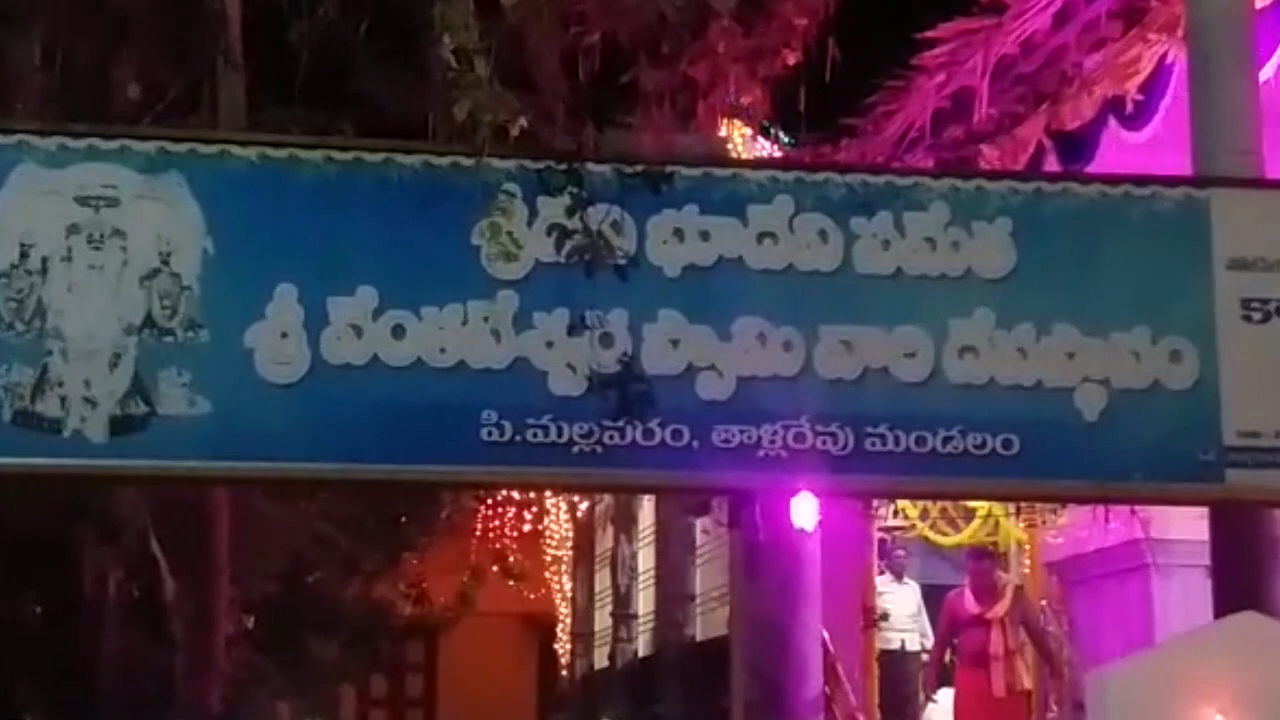 శ్రీదేవి భూదేవి సమేత
శ్రీ వేంకటేశ్వర స్వామి వారి దేవస్థానం
పి.మల్లవరం, తాళ్లరేవు మండలం